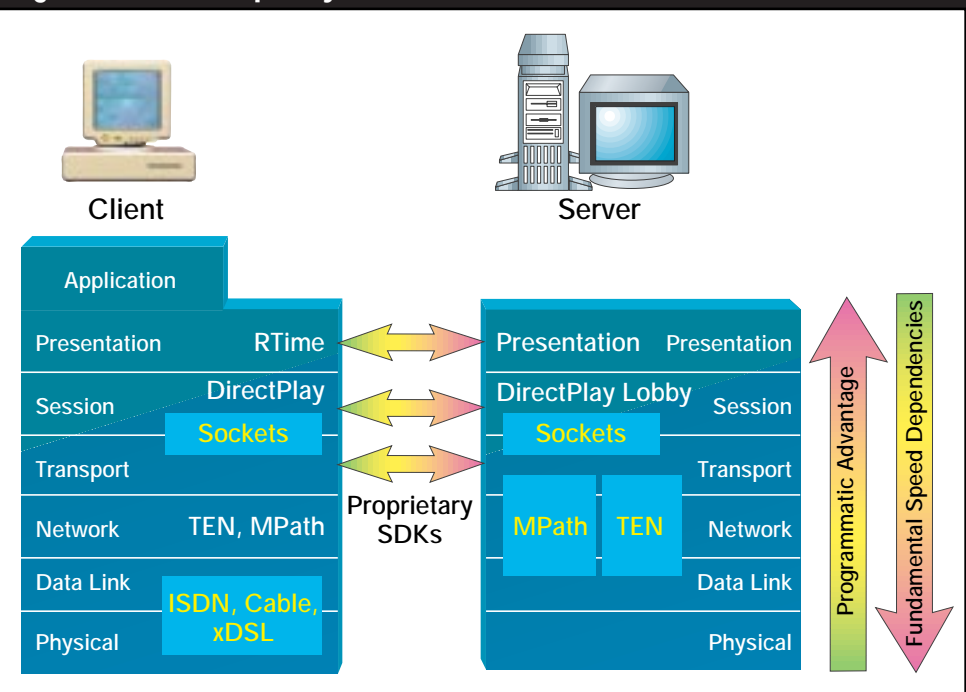 Client
Server
Application
Presentation RTime
Session DirectPlay
Sockets
Transport
Network TEN, MPath
Data Link
ISDN, Cable,
xDSL
Physical
Proprietary
SDKs
Presentation Presentation
DirectPlay Lobby Session
Sockets
Transport
MPath TEN Network
Data Link
Physical
Programmatic Advantage
Fundamental Speed Dependencies